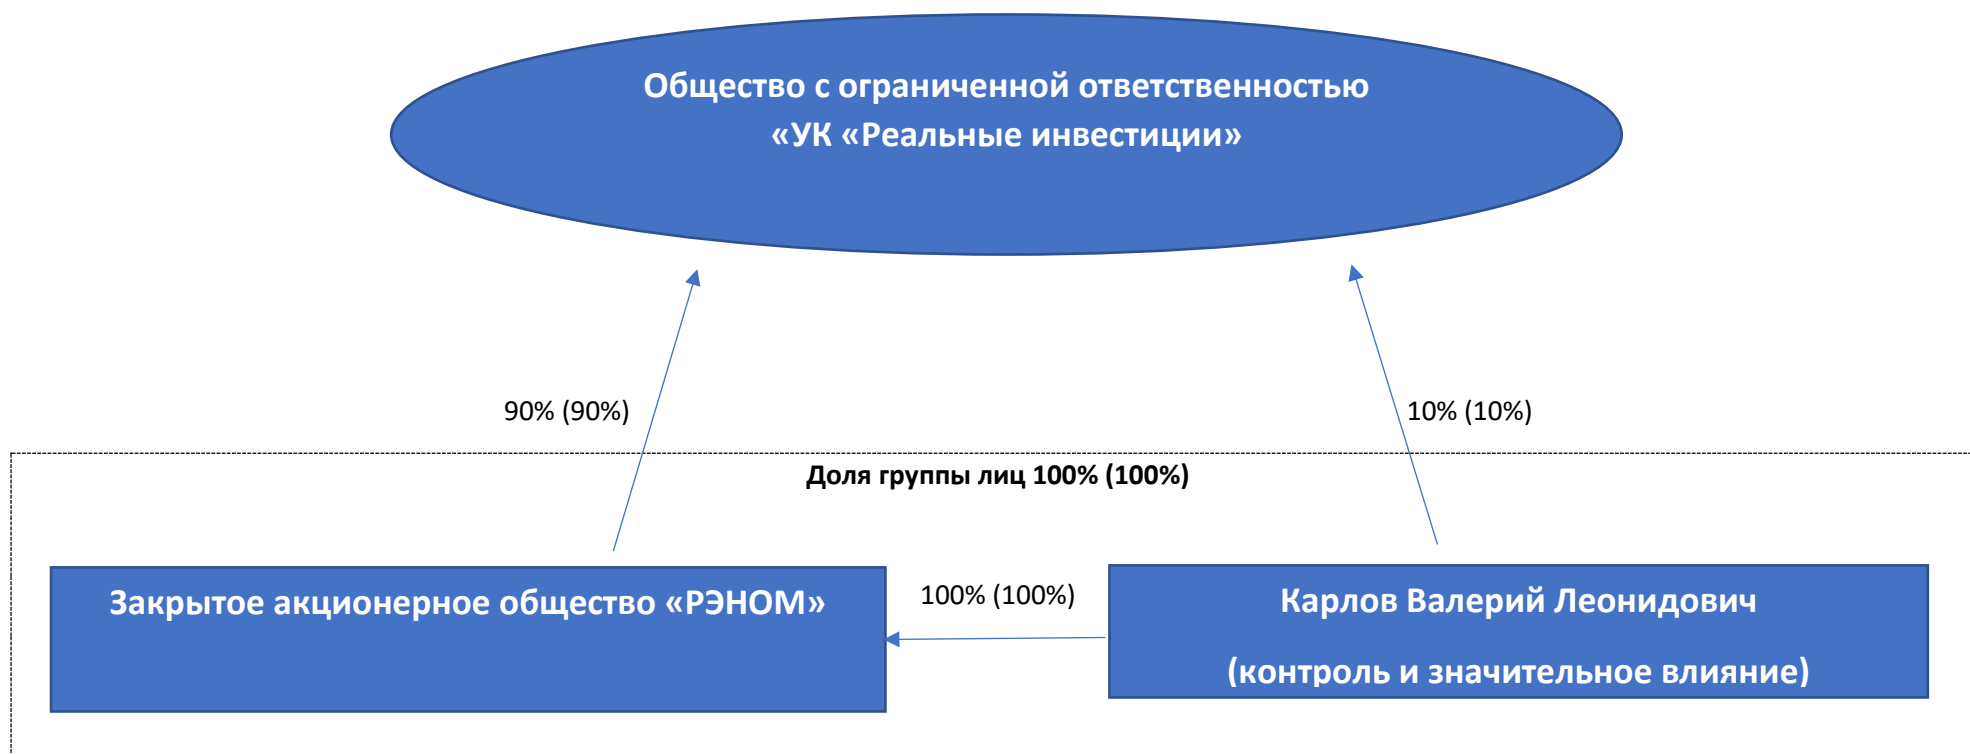 Общество с ограниченной ответственностью
«УК «Реальные инвестиции»
90% (90%)
10% (10%)
Доля группы лиц 100% (100%)
Закрытое акционерное общество «РЭНОМ»
100% (100%)
Карлов Валерий Леонидович
(контроль и значительное влияние)